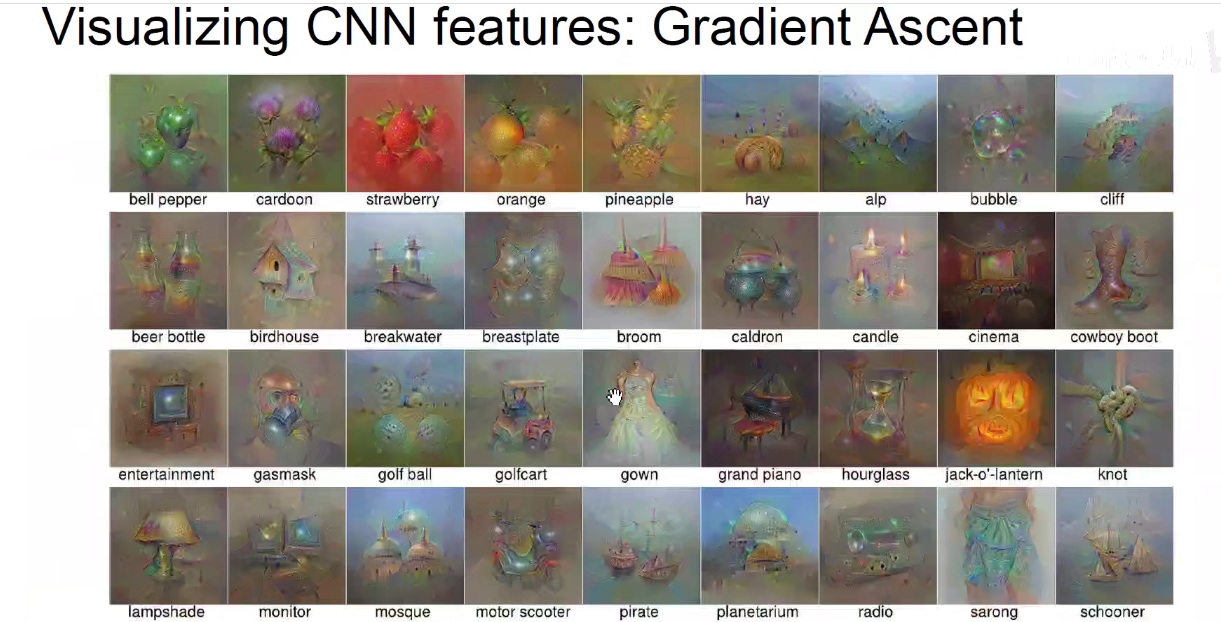 Visualizing CNN features: Gradient Ascent
bell pepper cardoon strawberry orange pineapple hay alp bubble cliff
beer bottle birdhouse breakwater breastplate broom caldron candle cinema cowboy boot
entertainment gasmask golf ball golfcart gown grand piano hourglass jack-o'-lantern knot
lampshade monitor mosque motor scooter pirate planetarium radio sarong schooner